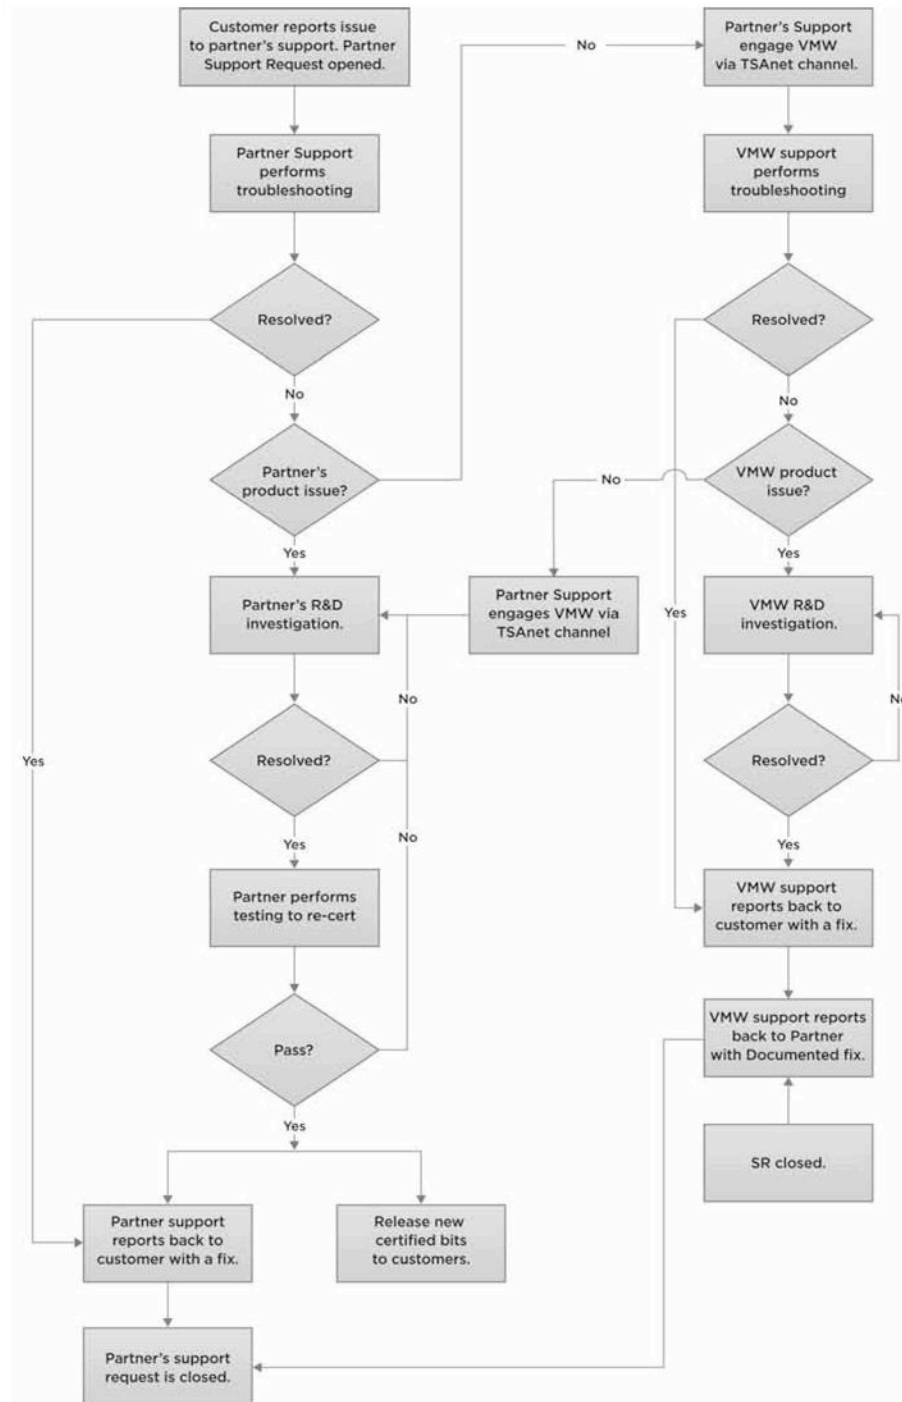 Customer reports issue
to partner's support. Partner
Support Request opened.
No
Partner's Support
engage VMW
via TSAnet channel.
Partner Support
performs
troubleshooting
VMW support
performs
troubleshooting
Resolved?
Resolved?
No
No
Partner's
product issue?
No
VMW product
issue?
Yes
Yes
Partner's R&D
investigation.
Partner Support
engages VMW via
TSAnet channel
Yes
VMW R&D
investigation.
No
No
Resolved?
Resolved?
Yes
No
Yes
Yes
Partner performs
testing to re-cert
VMW support
reports back to
customer with a fix.
Pass?
VMW support reports
back to Partner
with Documented fix.
Yes
SR closed.
Partner support
reports back to
customer with a fix.
Release new
certified bits
to customers.
Partner's support
request is closed.